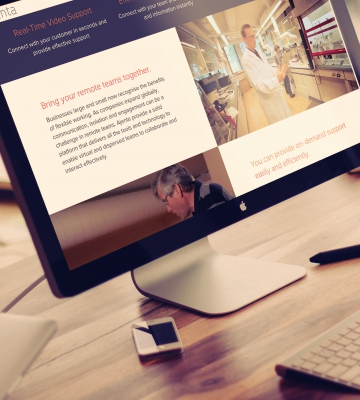 Real-Time Video Support
Connect with your customer in seconds and
provide effective support
Connect with your team and
and information instantly
Bring your remote teams together.
Businesses large and small now recognise the benefits
of flexible working. As companies expand globally,
communication, isolation and engagement can be a
challenge in remote teams. Ajenta provide a solid
platform that delivers all the tools and technology to
enable virtual and dispersed teams to collaborate and
interact effectively.
You can provide on-demand support
easily and efficiently.